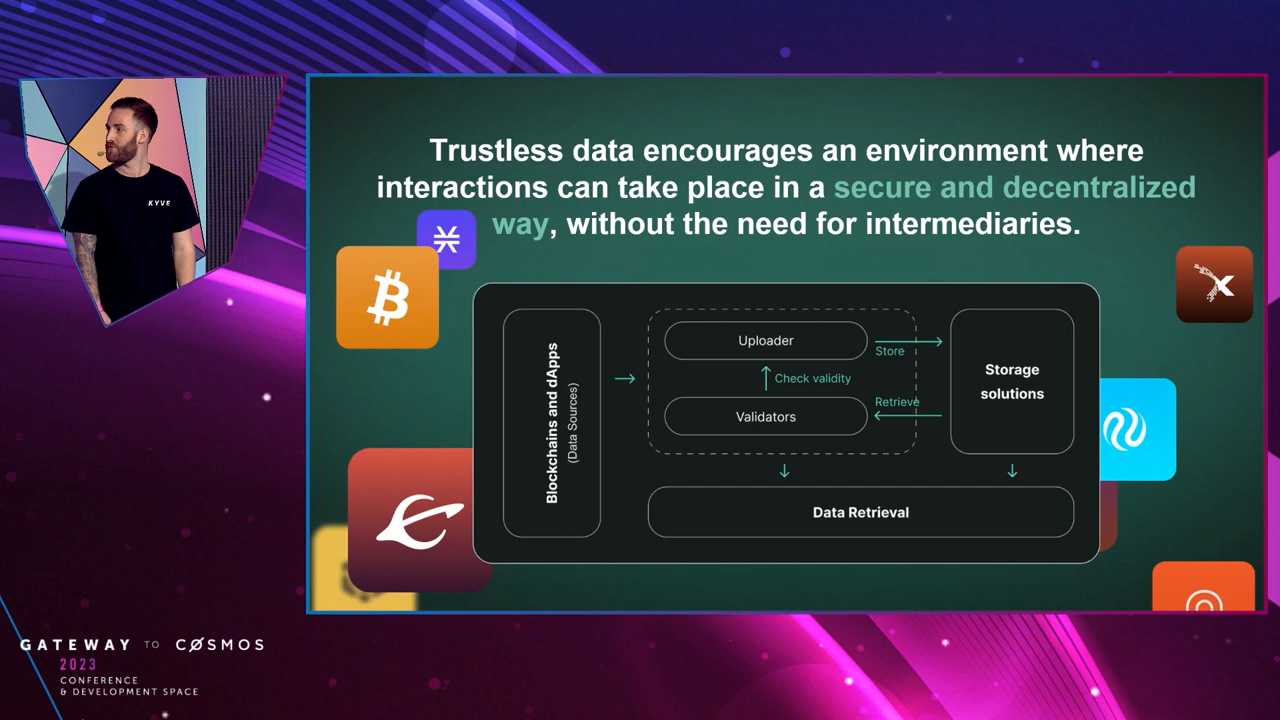 KYVE
Trustless data encourages an environment where
interactions can take place in a secure and decentralized
way, without the need for intermediaries.
Blockchains and dApps
(Data Sources)
Uploader
Check validity
Validators
Store
Retrieve
Storage
solutions
Data Retrieval
GATEWAY TO CØSMOS
2023
CONFERENCE
& DEVELOPMENT SPACE